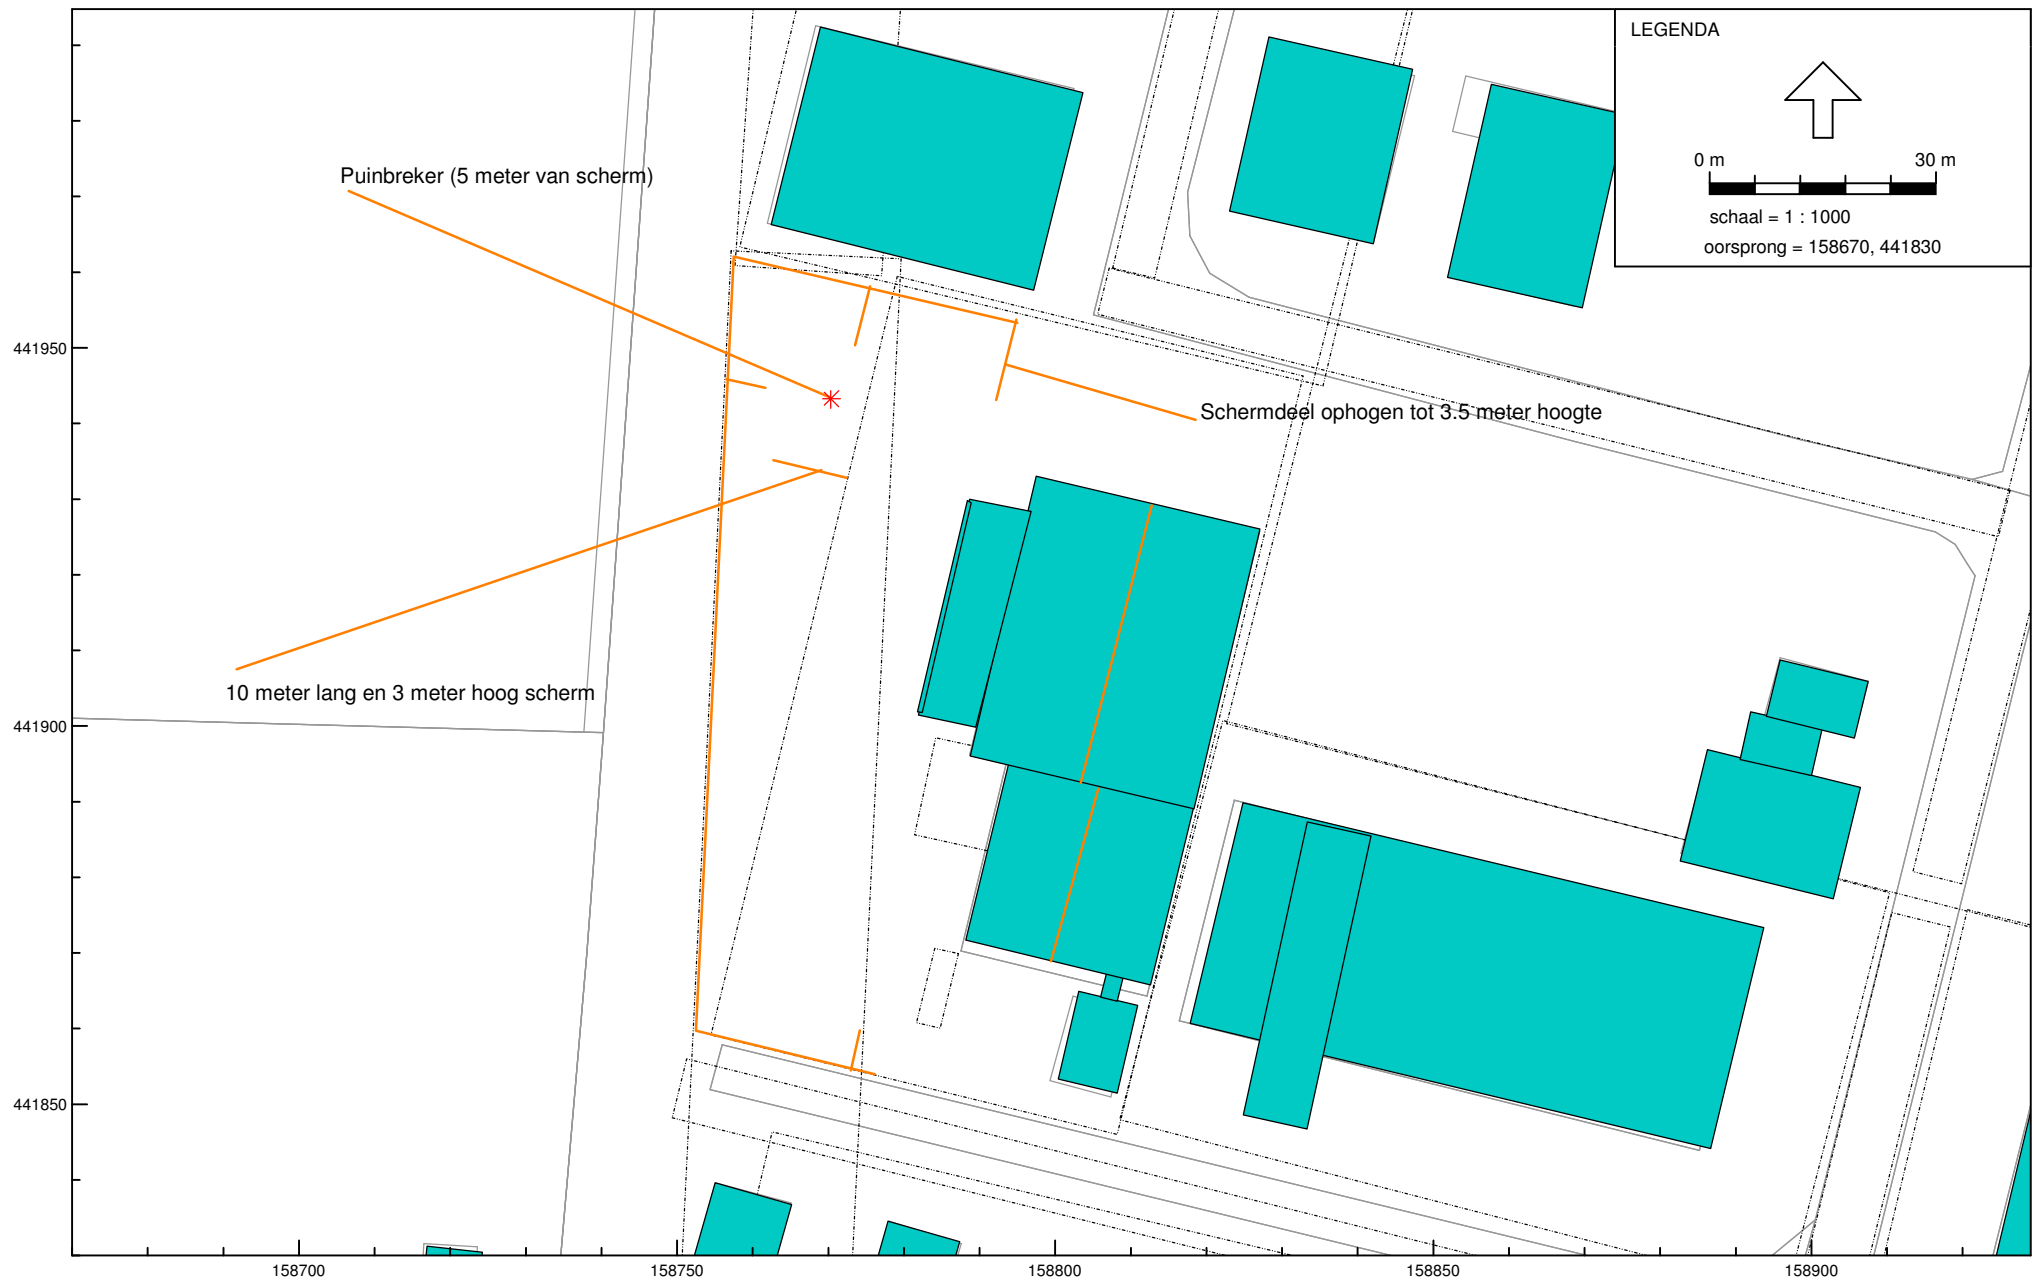 LEGENDA
0 m 30 m
schaal = 1 : 1000
oorsprong = 158670, 441830
Puinbreker (5 meter van scherm)
441950
Schermdeel ophogen tot 3.5 meter hoogte
10 meter lang en 3 meter hoog scherm
441900
441850
158700 158750 158800 158850 158900